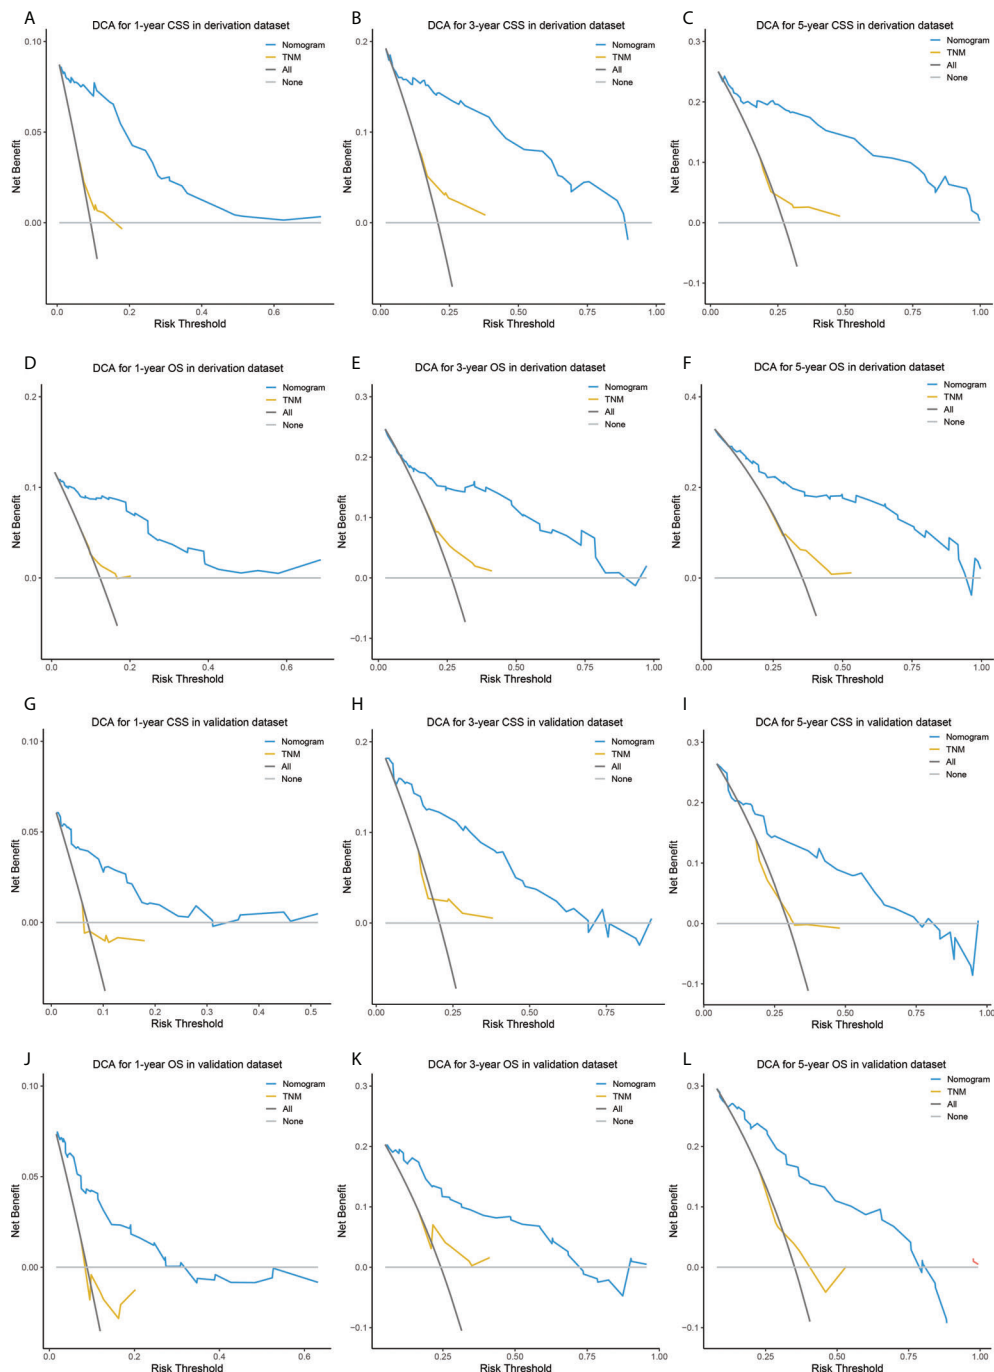 A
DCA for 1-year CSS in derivation dataset
0.10
0.05
0.00
Net Benefit
Nomogram
TNM
All
None
0.0 0.2 0.4 0.6
Risk Threshold
B
DCA for 3-year CSS in derivation dataset
0.2
0.1
0.0
Net Benefit
Nomogram
TNM
All
None
0.00 0.25 0.50 0.75 1.00
Risk Threshold
C
DCA for 5-year CSS in derivation dataset
0.3
0.2
0.1
0.0
−0.1
Net Benefit
Nomogram
TNM
All
None
0.00 0.25 0.50 0.75 1.00
Risk Threshold
D
DCA for 1-year OS in derivation dataset
0.2
0.1
0.0
Net Benefit
Nomogram
TNM
All
None
0.0 0.2 0.4 0.6
Risk Threshold
E
DCA for 3-year OS in derivation dataset
0.3
0.2
0.1
0.0
−0.1
Net Benefit
Nomogram
TNM
All
None
0.00 0.25 0.50 0.75 1.00
Risk Threshold
F
DCA for 5-year OS in derivation dataset
0.4
0.2
0.0
Net Benefit
Nomogram
TNM
All
None
0.00 0.25 0.50 0.75 1.00
Risk Threshold
G
DCA for 1-year CSS in validation dataset
0.10
0.05
0.00
Net Benefit
Nomogram
TNM
All
None
0.0 0.1 0.2 0.3 0.4 0.5
Risk Threshold
H
DCA for 3-year CSS in validation dataset
0.2
0.1
0.0
Net Benefit
Nomogram
TNM
All
None
0.00 0.25 0.50 0.75
Risk Threshold
I
DCA for 5-year CSS in validation dataset
0.3
0.2
0.1
0.0
−0.1
Net Benefit
Nomogram
TNM
All
None
0.00 0.25 0.50 0.75 1.00
Risk Threshold
J
DCA for 1-year OS in validation dataset
0.10
0.05
0.00
Net Benefit
Nomogram
TNM
All
None
0.0 0.2 0.4 0.6
Risk Threshold
K
DCA for 3-year OS in validation dataset
0.3
0.2
0.1
0.0
−0.1
Net Benefit
Nomogram
TNM
All
None
0.25 0.50 0.75 1.00
Risk Threshold
L
DCA for 5-year OS in validation dataset
0.3
0.2
0.1
0.0
−0.1
Net Benefit
Nomogram
TNM
All
None
0.25 0.50 0.75 1.00
Risk Threshold